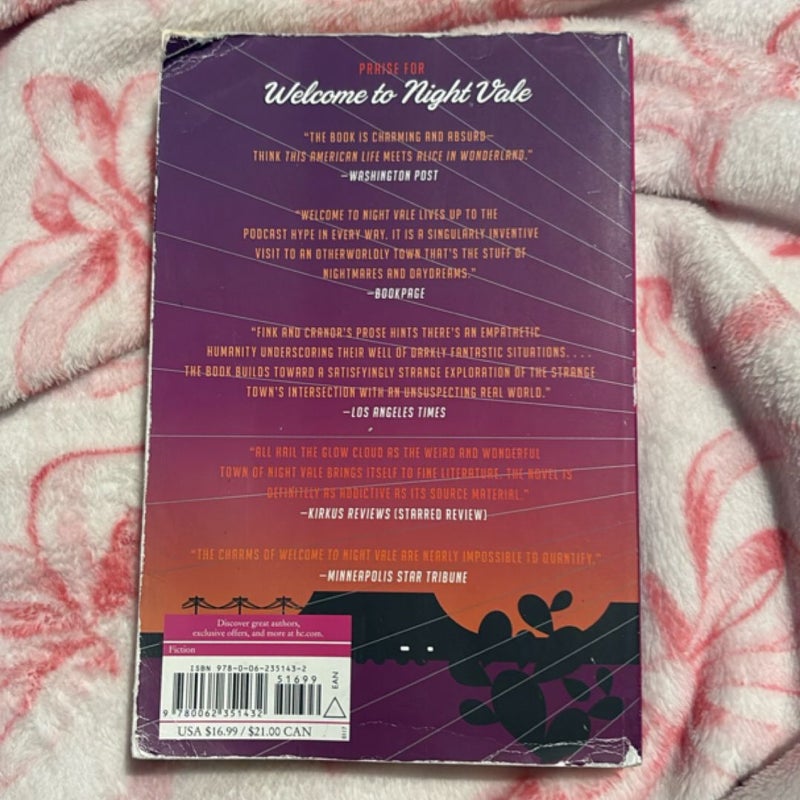 PRAISE FOR
Welcome to Night Vale
"THE BOOK IS CHARMING AND ABSURD—
THINK THIS AMERICAN LIFE MEETS ALICE IN WONDERLAND."
—WASHINGTON POST
"WELCOME TO NIGHT VALE LIVES UP TO THE
PODCAST HYPE IN EVERY WAY. IT IS A SINGULARLY INVENTIVE
VISIT TO AN OTHERWORLDLY TOWN THAT'S THE STUFF OF
NIGHTMARES AND DAYDREAMS."
—BOOKPAGE
"FINK AND CRANOR'S PROSE HINTS THERE'S AN EMPATHETIC
HUMANITY UNDERSCORING THEIR WELL OF DARKLY FANTASTIC SITUATIONS. . . .
THE BOOK BUILDS TOWARD A SATISFYINGLY STRANGE EXPLORATION OF THE STRANGE
TOWN'S INTERSECTION WITH AN UNSUSPECTING REAL WORLD."
—LOS ANGELES TIMES
"ALL HAIL THE GLOW CLOUD AS THE WEIRD AND WONDERFUL
TOWN OF NIGHT VALE BRINGS ITSELF TO FINE LITERATURE. THE NOVEL IS
DEFINITELY AS ADDICTIVE AS ITS SOURCE MATERIAL."
—KIRKUS REVIEWS (STARRED REVIEW)
"THE CHARMS OF WELCOME TO NIGHT VALE ARE NEARLY IMPOSSIBLE TO QUANTIFY."
—MINNEAPOLIS STAR TRIBUNE
Discover great authors,
exclusive offers, and more at hc.com.
Fiction
ISBN 978-0-06-235143-2
51699
EAN
9 780062 351432
USA $16.99 / $21.00 CAN